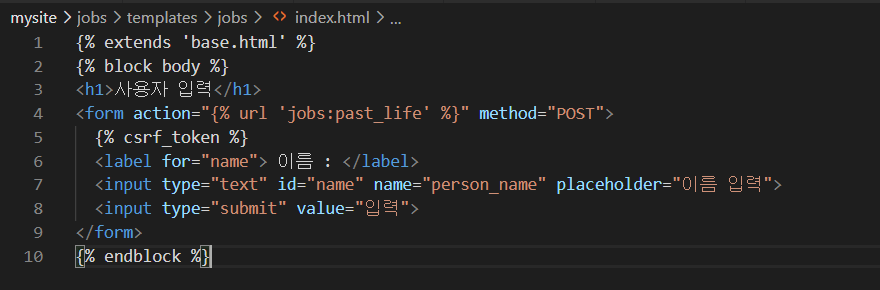 mysite > jobs > templates > jobs > <> index.html > ...
1 {% extends 'base.html' %}
2 {% block body %}
3 <h1>사용자 입력</h1>
4 <form action="{% url 'jobs:past_life' %}" method="POST">
5 {% csrf_token %}
6 <label for="name"> 이름 : </label>
7 <input type="text" id="name" name="person_name" placeholder="이름 입력">
8 <input type="submit" value="입력">
9 </form>
10 {% endblock %}